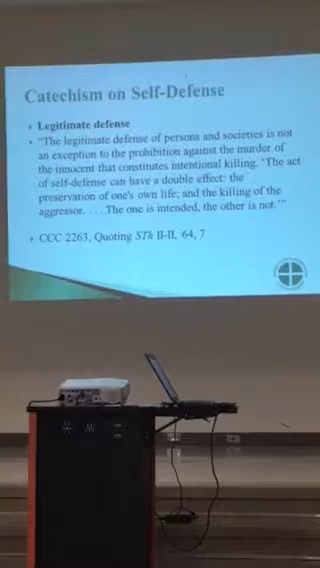 Catechism on Self-Defense
• Legitimate defense
• “The legitimate defense of persons and societies is not
an exception to the prohibition against the murder of
the innocent that constitutes intentional killing. ‘The act
of self-defense can have a double effect: the
preservation of one's own life; and the killing of the
aggressor. . . . The one is intended, the other is not.’”
CCC 2263, Quoting STh II-II, 64, 7